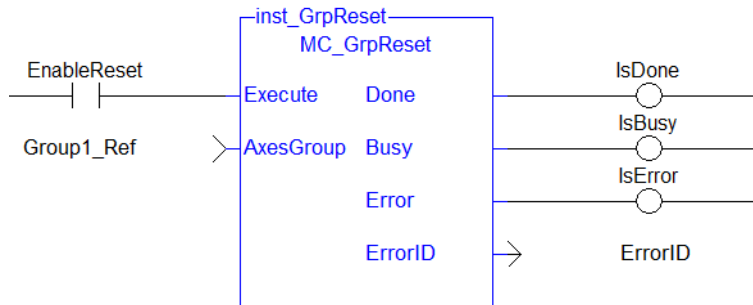 inst_GrpReset
MC_GrpReset
EnableReset
Execute Done IsDone
Group1_Ref AxesGroup Busy IsBusy
Error IsError
ErrorID ErrorID